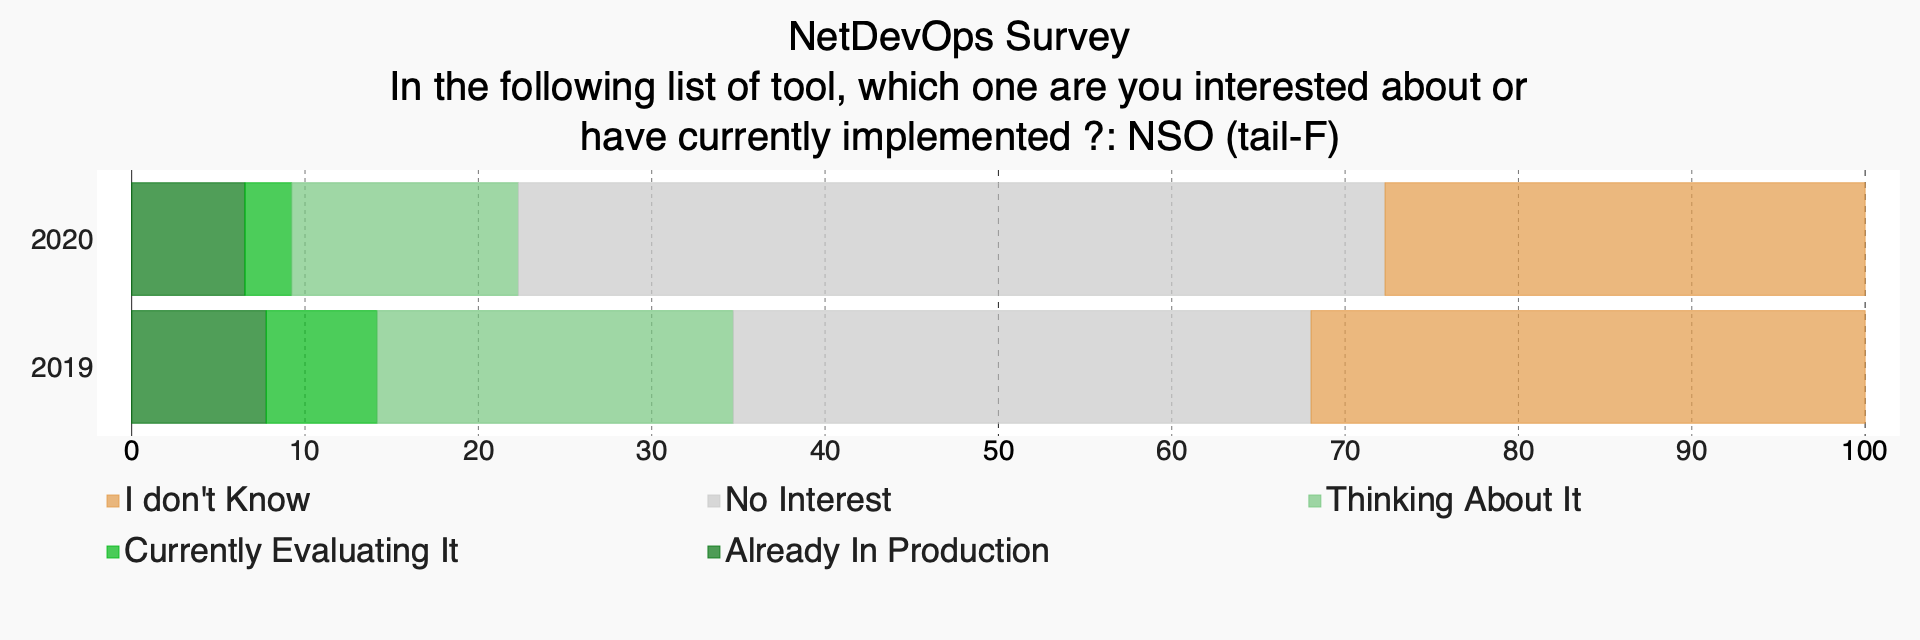 NetDevOps Survey
In the following list of tool, which one are you interested about or
have currently implemented ?: NSO (tail-F)
2020
2019
0 10 20 30 40 50 60 70 80 90 100
I don't Know No Interest Thinking About It
Currently Evaluating It Already In Production